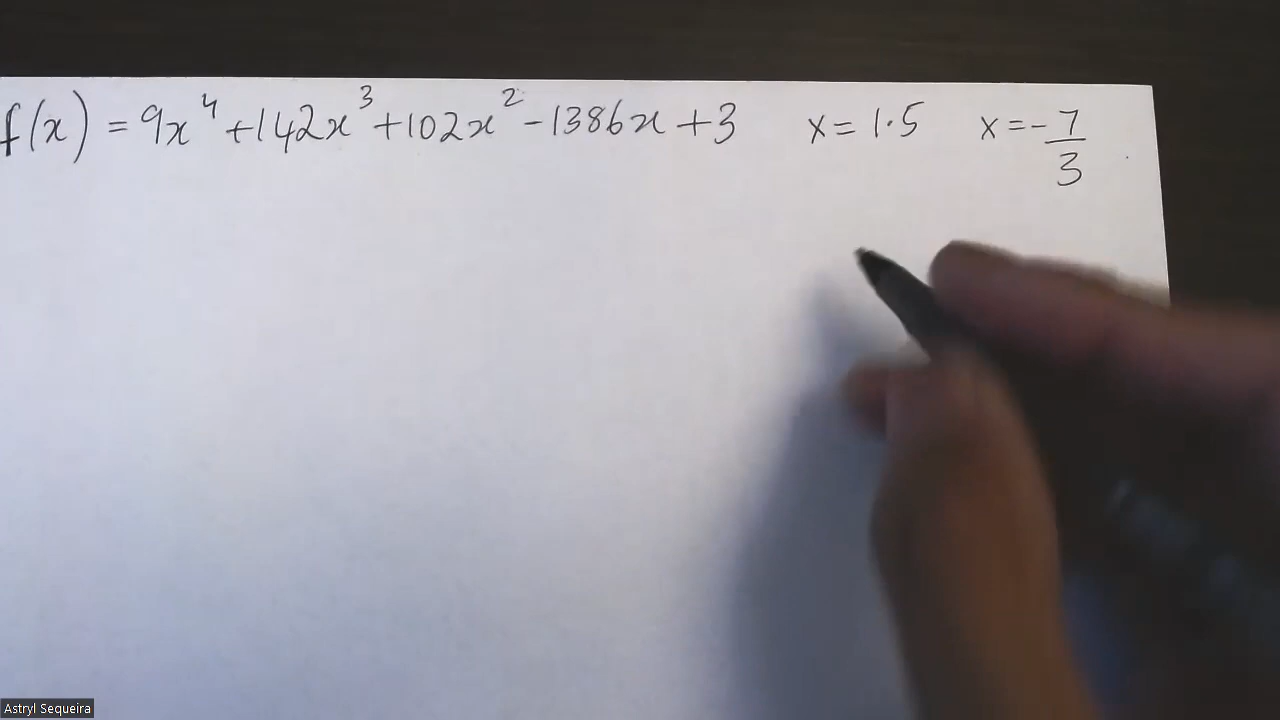 f(x) = 9x⁴ + 142x³ + 102x² - 1386x + 3   x = 1.5   x = -7/3
Astryl Sequeira